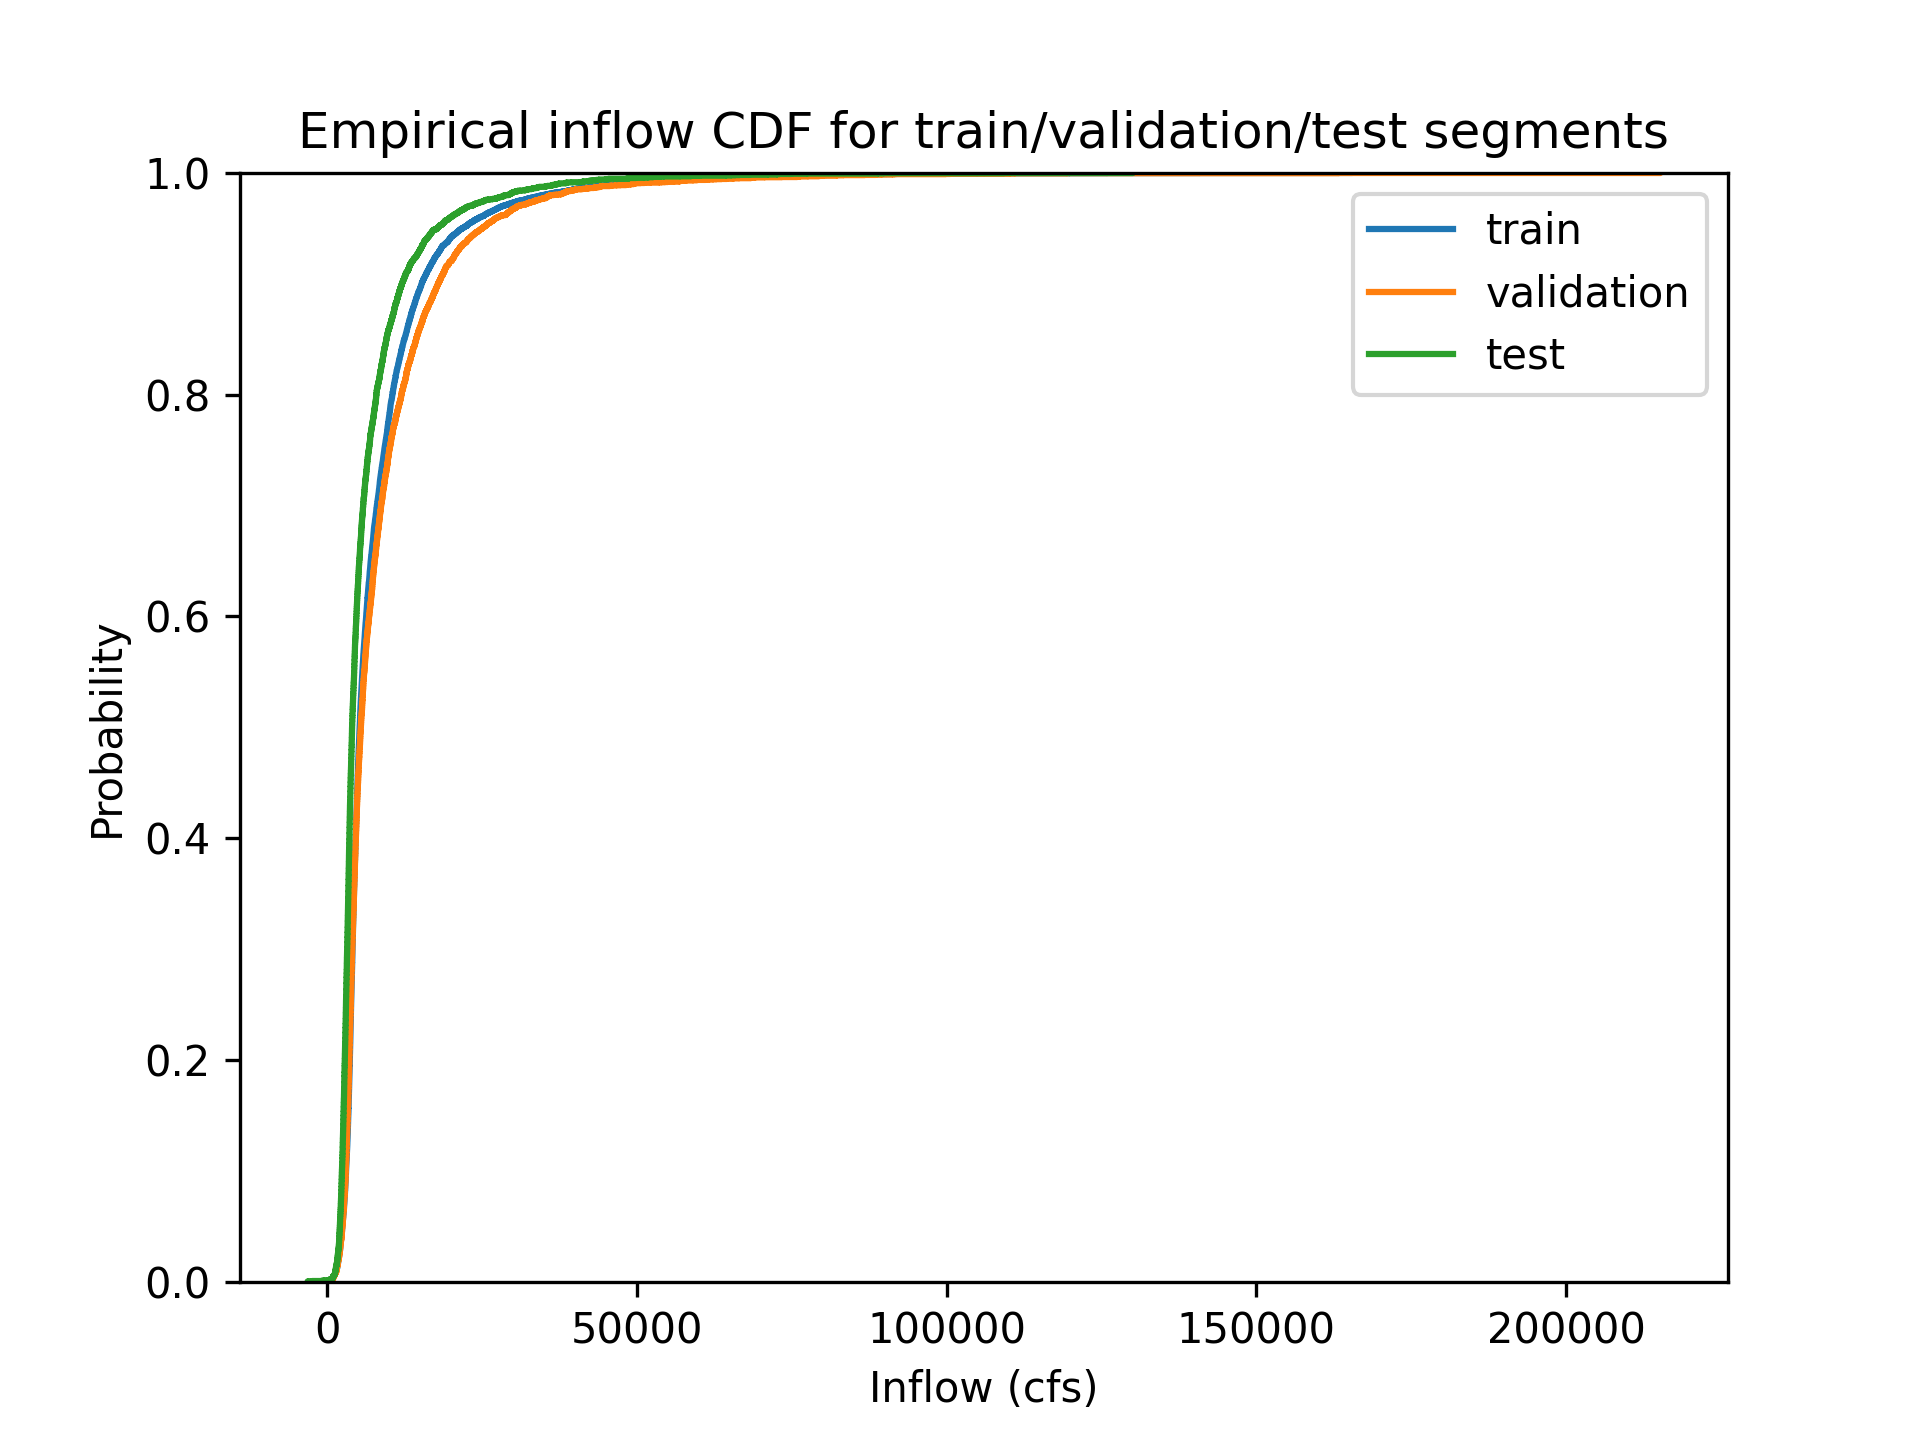 Empirical inflow CDF for train/validation/test segments
1.0
0.8
0.6
0.4
0.2
0.0
Probability
train
validation
test
0 50000 100000 150000 200000
Inflow (cfs)